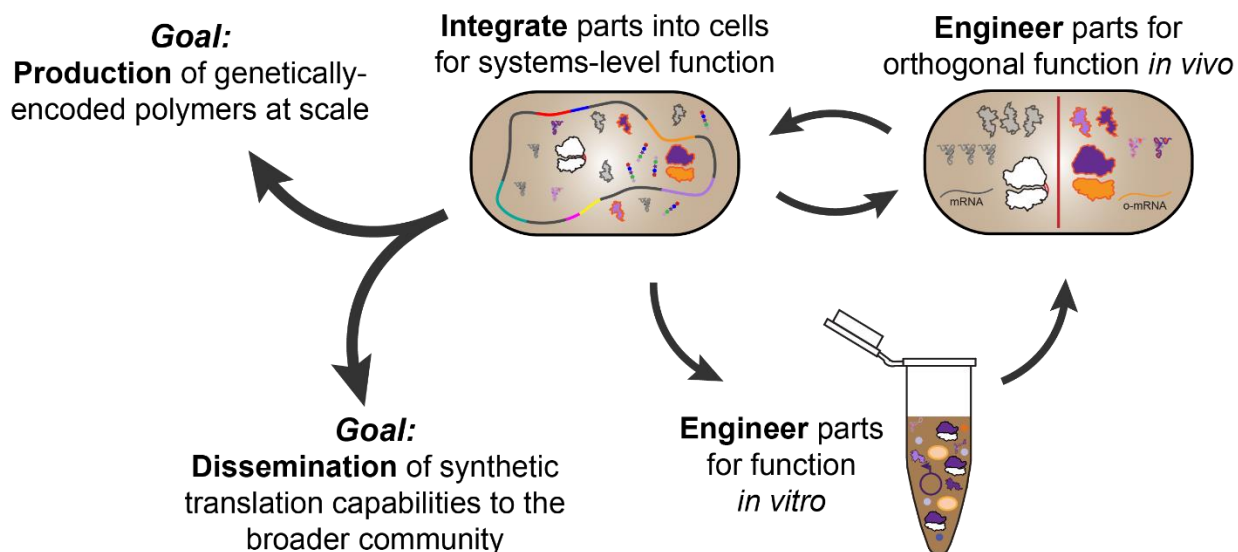 Goal:
Production of genetically-
encoded polymers at scale
Integrate parts into cells
for systems-level function
Engineer parts for
orthogonal function in vivo
mRNA
o-mRNA
Goal:
Dissemination of synthetic
translation capabilities to the
broader community
Engineer parts
for function
in vitro